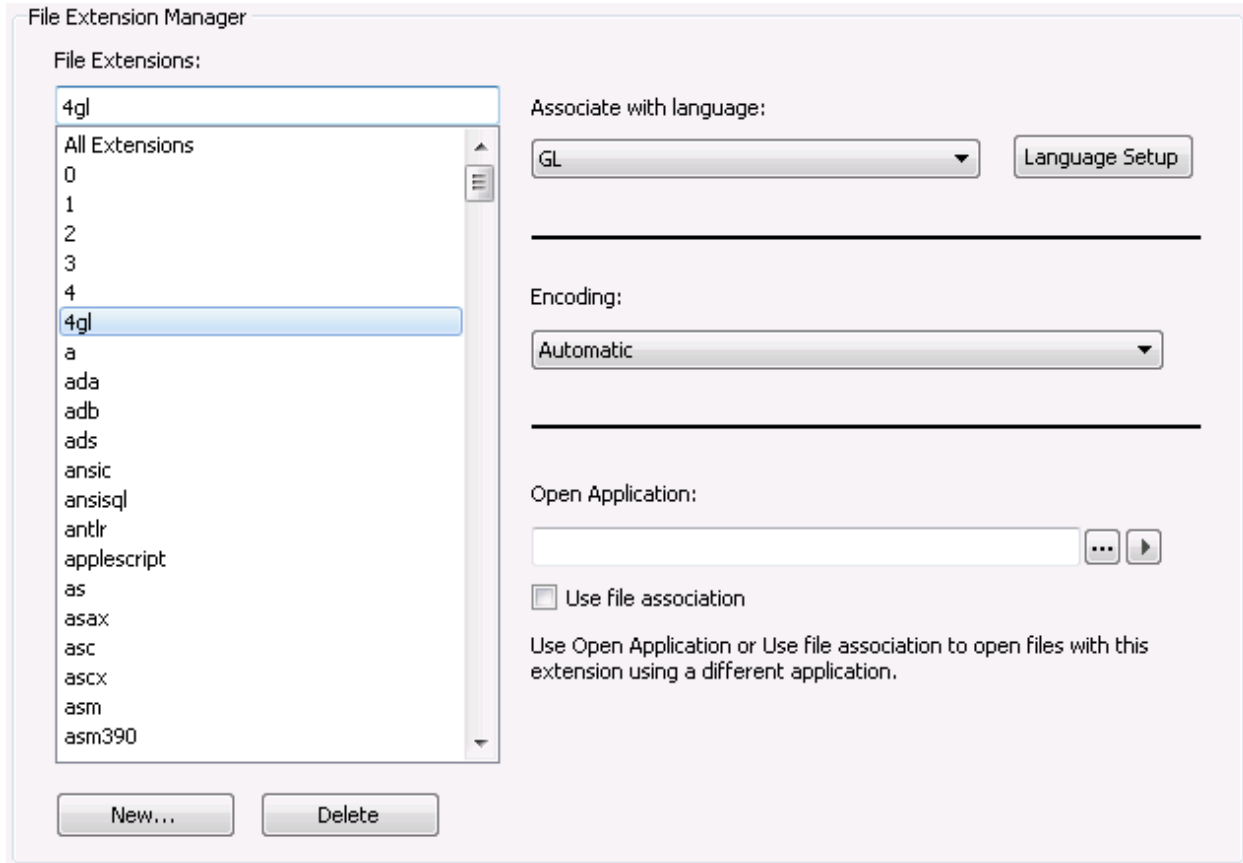 File Extension Manager
File Extensions:
4gl
All Extensions
0
1
2
3
4
4gl
a
ada
adb
ads
ansic
ansisql
antlr
applescript
as
asax
asc
ascx
asm
asm390
New...
Delete
Associate with language:
GL
Language Setup
Encoding:
Automatic
Open Application:
...
Use file association
Use Open Application or Use file association to open files with this
extension using a different application.